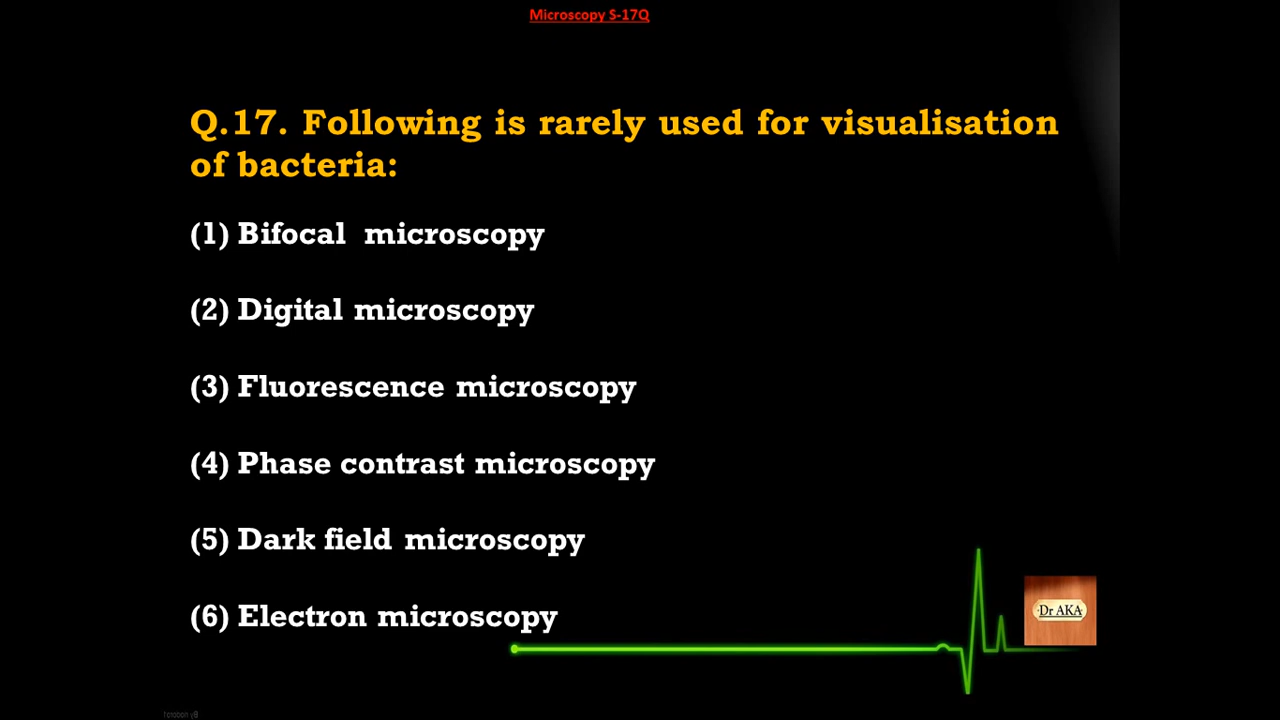 Microscopy S-17Q
Q.17. Following is rarely used for visualisation
of bacteria:
(1) Bifocal microscopy
(2) Digital microscopy
(3) Fluorescence microscopy
(4) Phase contrast microscopy
(5) Dark field microscopy
(6) Electron microscopy
Dr AKA